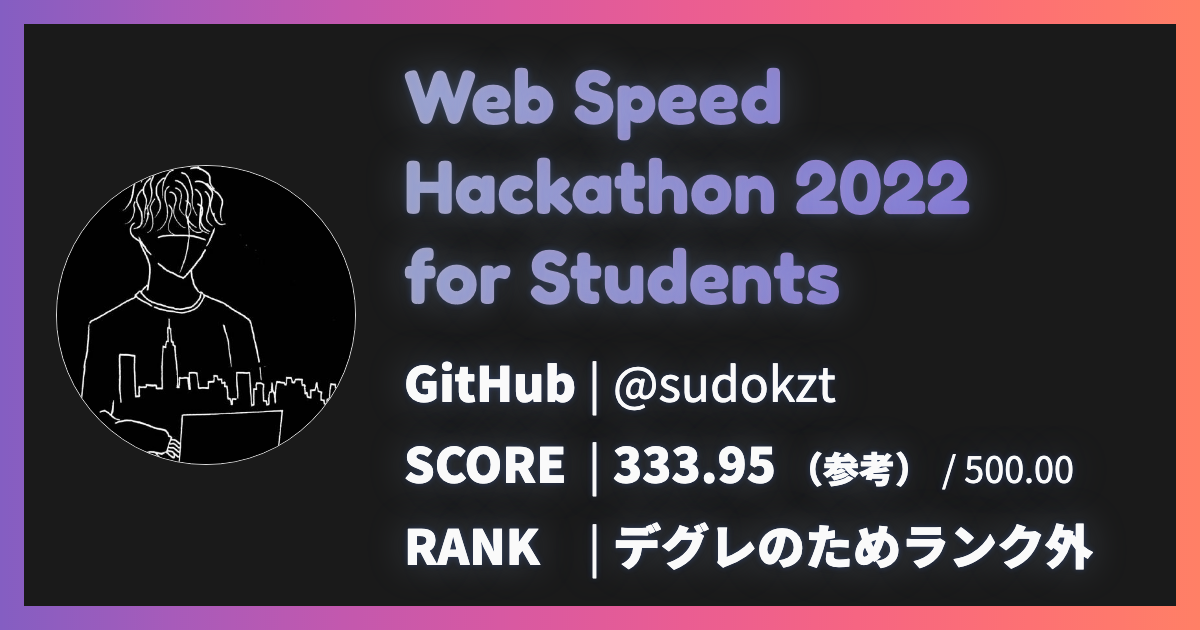 Web Speed
Hackathon 2022
for Students
GitHub | @sudokzt
SCORE | 333.95 （参考） / 500.00
RANK | デグレのためランク外